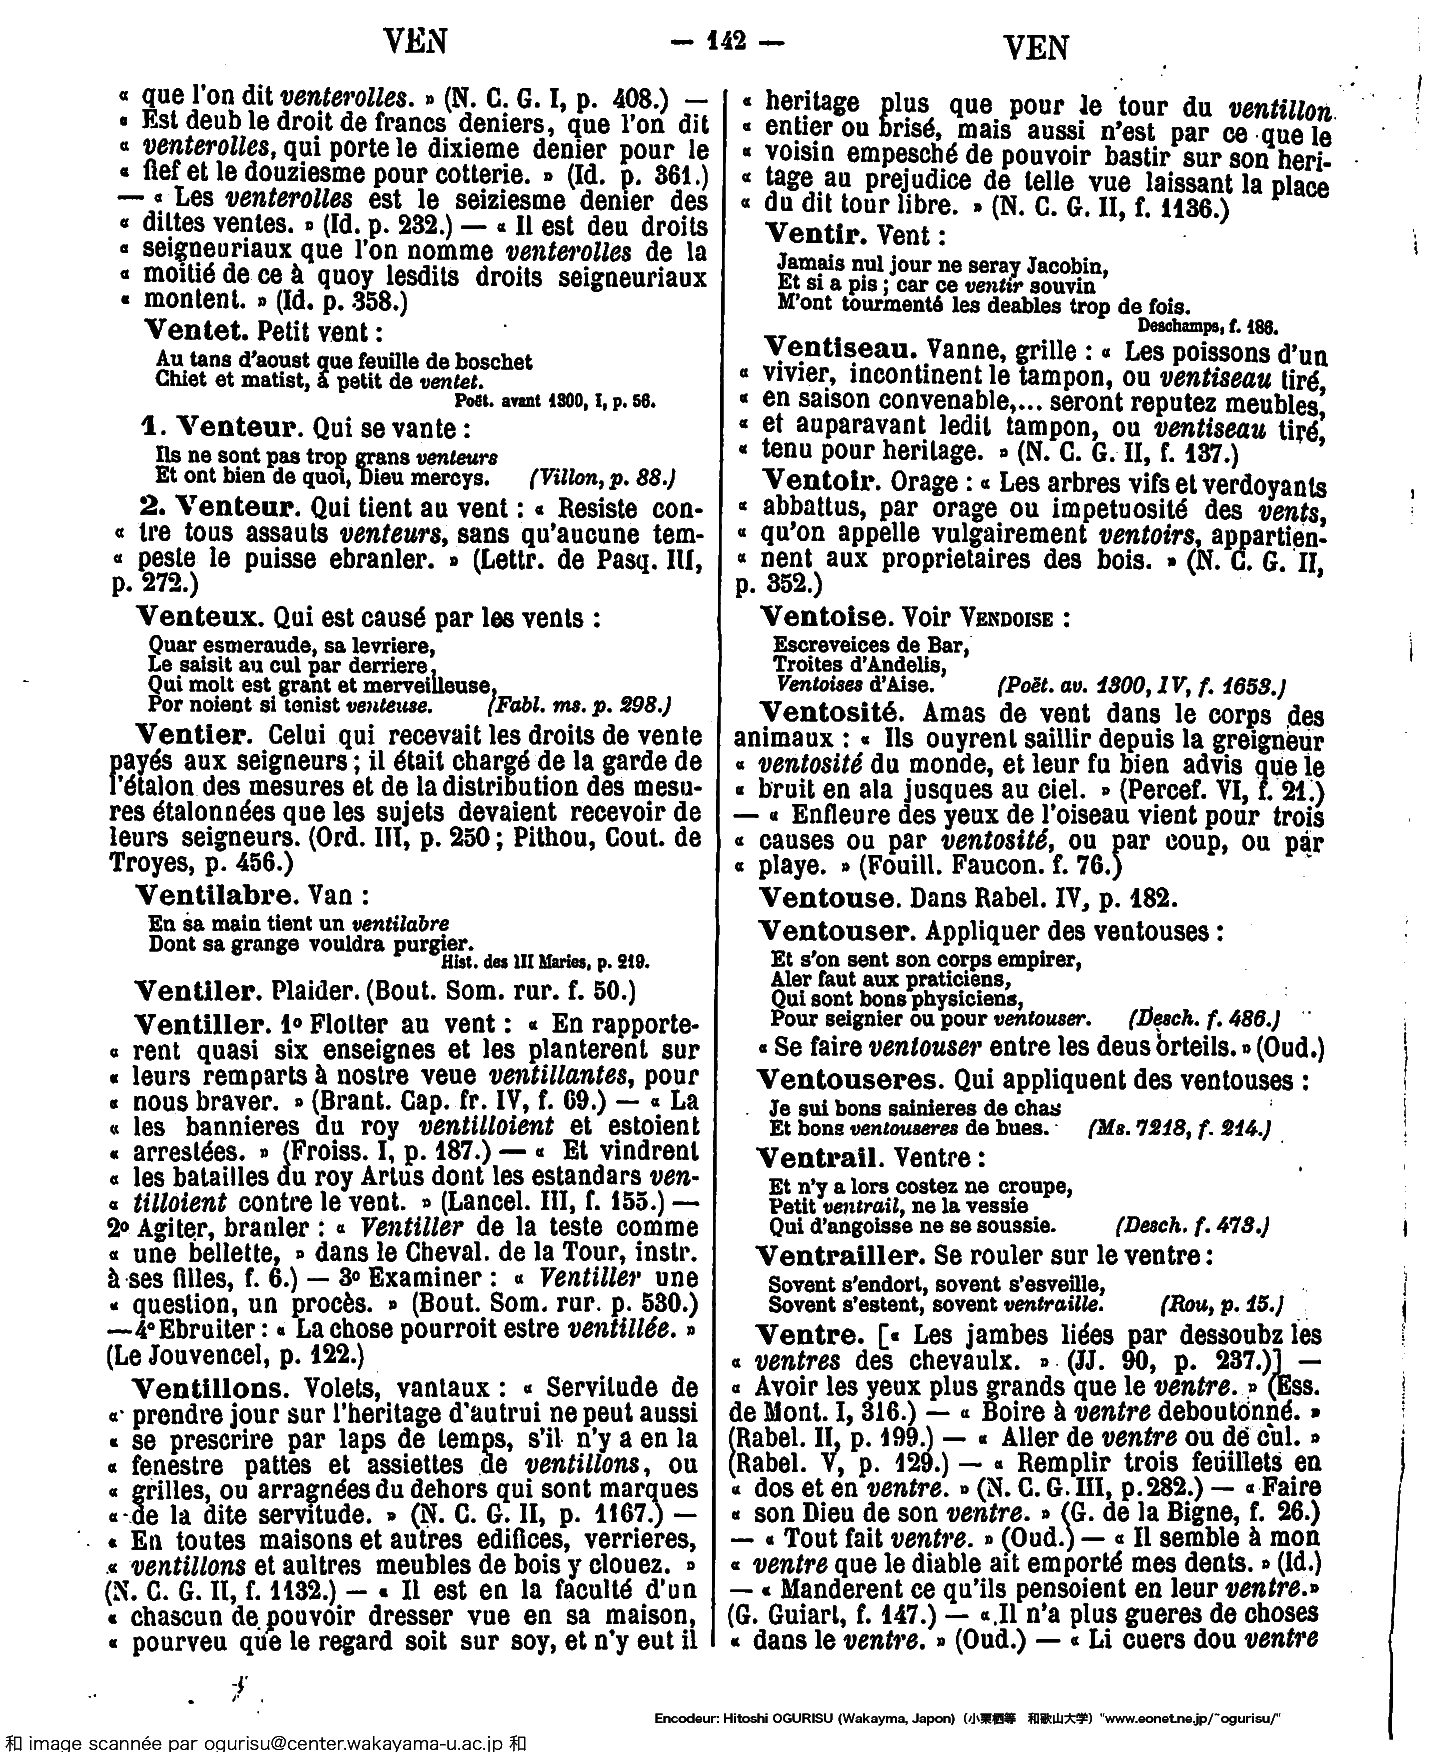 VEN
— 142 —
VEN
« que l'on dit venterolles. » (N. C. G. I, p. 408.) —
« Est deub le droit de francs deniers, que l'on dit
« venterolles, qui porte le dixieme denier pour le
« fief et le douziesme pour cotterie. » (Id. p. 361.)
— « Les venterolles est le seiziesme denier des
« dittes ventes. » (Id. p. 232.) — « Il est deu droits
« seigneuriaux que l'on nomme venterolles de la
« moitié de ce à quoy lesdits droits seigneuriaux
« montent. » (Id. p. 358.)
Ventet. Petit vent :
Au tans d'aoust que feuille de boschet
Chiet et matist, à petit de ventet.
Poët. avant 1300, I, p. 56.
1. Venteur. Qui se vante :
Ils ne sont pas trop grans venteurs
Et ont bien de quoi, Dieu mercys. (Villon, p. 88.)
2. Venteur. Qui tient au vent : « Resiste con-
« tre tous assauts venteurs, sans qu'aucune tem-
« peste le puisse ebranler. » (Lettr. de Pasq. III,
p. 272.)
Venteux. Qui est causé par les vents :
Quar esmeraude, sa levriere,
Le saisit au cul par derriere,
Qui molt est grant et merveilleuse,
Por noient si tenist venteuse. (Fabl. ms. p. 298.)
Ventier. Celui qui recevait les droits de vente
payés aux seigneurs ; il était chargé de la garde de
l'étalon des mesures et de la distribution des mesu-
res étalonnées que les sujets devaient recevoir de
leurs seigneurs. (Ord. III, p. 250 ; Pithou, Cout. de
Troyes, p. 456.)
Ventilabre. Van :
En sa main tient un ventilabre
Dont sa grange vouldra purgier.
Hist. des III Maries, p. 219.
Ventiler. Plaider. (Bout. Som. rur. f. 50.)
Ventiller. 1º Flotter au vent : « En rapporte-
« rent quasi six enseignes et les planterent sur
« leurs remparts à nostre veue ventillantes, pour
« nous braver. » (Brant. Cap. fr. IV, f. 69.) — « La
« les bannieres du roy ventilloient et estoient
« arrestées. » (Froiss. I, p. 187.) — « Et vindrent
« les batailles du roy Artus dont les estandars ven-
« tilloient contre le vent. » (Lancel. III, f. 155.) —
2º Agiter, branler : « Ventiller de la teste comme
« une bellette, » dans le Cheval. de la Tour, instr.
à ses filles, f. 6.) — 3º Examiner : « Ventiller une
« question, un procès. » (Bout. Som. rur. p. 530.)
— 4º Ebruiter : « La chose pourroit estre ventillée. »
(Le Jouvencel, p. 122.)
Ventillons. Volets, vantaux : « Servitude de
« prendre jour sur l'heritage d'autrui ne peut aussi
« se prescrire par laps de temps, s'il n'y a en la
« fenestre pattes et assiettes de ventillons, ou
« grilles, ou arragnées du dehors qui sont marques
« de la dite servitude. » (N. C. G. II, p. 1167.) —
« En toutes maisons et autres edifices, verrieres,
« ventillons et aultres meubles de bois y clouez. »
(N. C. G. II, f. 1132.) — « Il est en la faculté d'un
« chascun de pouvoir dresser vue en sa maison,
« pourveu que le regard soit sur soy, et n'y eut il
« heritage plus que pour le tour du ventillon
« entier ou brisé, mais aussi n'est par ce que le
« voisin empesché de pouvoir bastir sur son heri-
« tage au prejudice de telle vue laissant la place
« du dit tour libre. » (N. C. G. II, f. 1136.)
Ventir. Vent :
Jamais nul jour ne seray Jacobin,
Et si a pis ; car ce ventir souvin
M'ont tourmenté les deables trop de fois.
Deschamps, f. 186.
Ventiseau. Vanne, grille : « Les poissons d'un
« vivier, incontinent le tampon, ou ventiseau tiré,
« en saison convenable,... seront reputez meubles,
« et auparavant ledit tampon, ou ventiseau tiré,
« tenu pour heritage. » (N. C. G. II, f. 137.)
Ventoir. Orage : « Les arbres vifs et verdoyants
« abbattus, par orage ou impetuosité des vents,
« qu'on appelle vulgairement ventoirs, appartien-
« nent aux proprietaires des bois. » (N. C. G. II,
p. 352.)
Ventoise. Voir VENDOISE :
Escreveices de Bar,
Troites d'Andelis,
Ventoises d'Aise. (Poët. av. 1300, IV, f. 1653.)
Ventosité. Amas de vent dans le corps des
animaux : « Ils ouyrent saillir depuis la greigneur
« ventosité du monde, et leur fu bien advis que le
« bruit en ala jusques au ciel. » (Percef. VI, f. 21.)
— « Enfleure des yeux de l'oiseau vient pour trois
« causes ou par ventosité, ou par coup, ou par
« playe. » (Fouill. Faucon. f. 76.)
Ventouse. Dans Rabel. IV, p. 182.
Ventouser. Appliquer des ventouses :
Et s'on sent son corps empirer,
Aler faut aux praticiens,
Qui sont bons physiciens,
Pour seignier ou pour ventouser. (Desch. f. 486.)
« Se faire ventouser entre les deus orteils. » (Oud.)
Ventouseres. Qui appliquent des ventouses :
Je sui bons sainieres de chas
Et bons ventouseres de bues. (Ms. 7218, f. 214.)
Ventrail. Ventre :
Et n'y a lors costez ne croupe,
Petit ventrail, ne la vessie
Qui d'angoisse ne se soussie. (Desch. f. 473.)
Ventrailler. Se rouler sur le ventre :
Sovent s'endort, sovent s'esveille,
Sovent s'estent, sovent ventraille. (Rou, p. 15.)
Ventre. [« Les jambes liées par dessoubz les
« ventres des chevaulx. » (JJ. 90, p. 237.)] —
« Avoir les yeux plus grands que le ventre. » (Ess.
de Mont. I, 316.) — « Boire à ventre deboutonné. »
(Rabel. II, p. 199.) — « Aller de ventre ou de cul. »
(Rabel. V, p. 129.) — « Remplir trois feuillets en
« dos et en ventre. » (N. C. G. III, p. 282.) — « Faire
« son Dieu de son ventre. » (G. de la Bigne, f. 26.)
— « Tout fait ventre. » (Oud.) — « Il semble à mon
« ventre que le diable ait emporté mes dents. » (Id.)
— « Manderent ce qu'ils pensoient en leur ventre. »
(G. Guiart, f. 147.) — « Il n'a plus gueres de choses
« dans le ventre. » (Oud.) — « Li cuers dou ventre
Encodeur: Hitoshi OGURISU (Wakayma, Japon) (小栗栖等 和歌山大学) "www.eonet.ne.jp/~ogurisu/"
和 image scannée par ogurisu@center.wakayama-u.ac.jp 和